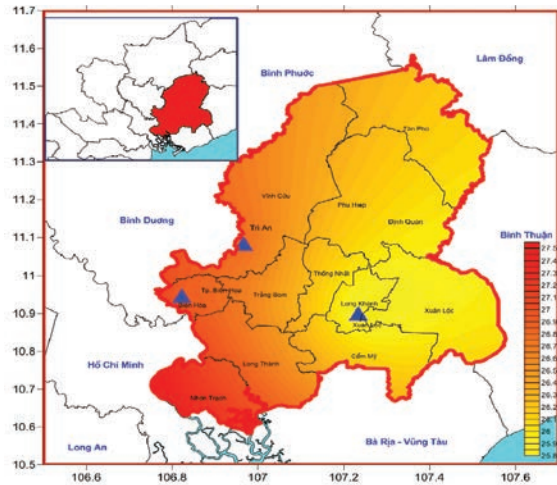 11.7
11.6
11.5
11.4
11.3
11.2
11.1
11
10.9
10.8
10.7
10.6
10.5
106.4
106.6
106.8
107
107.2
107.4
107.6
Bình Phước
Lâm Đồng
Tân Phú
Vĩnh Cửu
Phú Hiệp
Bình Dương
Trị An
Định Quán
Bình Thuận
Thống Nhất
Tp. Biên Hòa
Biên Hòa
Trảng Bom
Long Khánh
Xuân Lộc
Xuân Lộc
Cẩm Mỹ
Hồ Chí Minh
Long Thành
Nhơn Trạch
Long An
Bà Rịa - Vũng Tàu
27.5
27.4
27.3
27.2
27.1
27
26.9
26.8
26.7
26.6
26.5
26.4
26.3
26.2
26.1
26
25.9
25.8